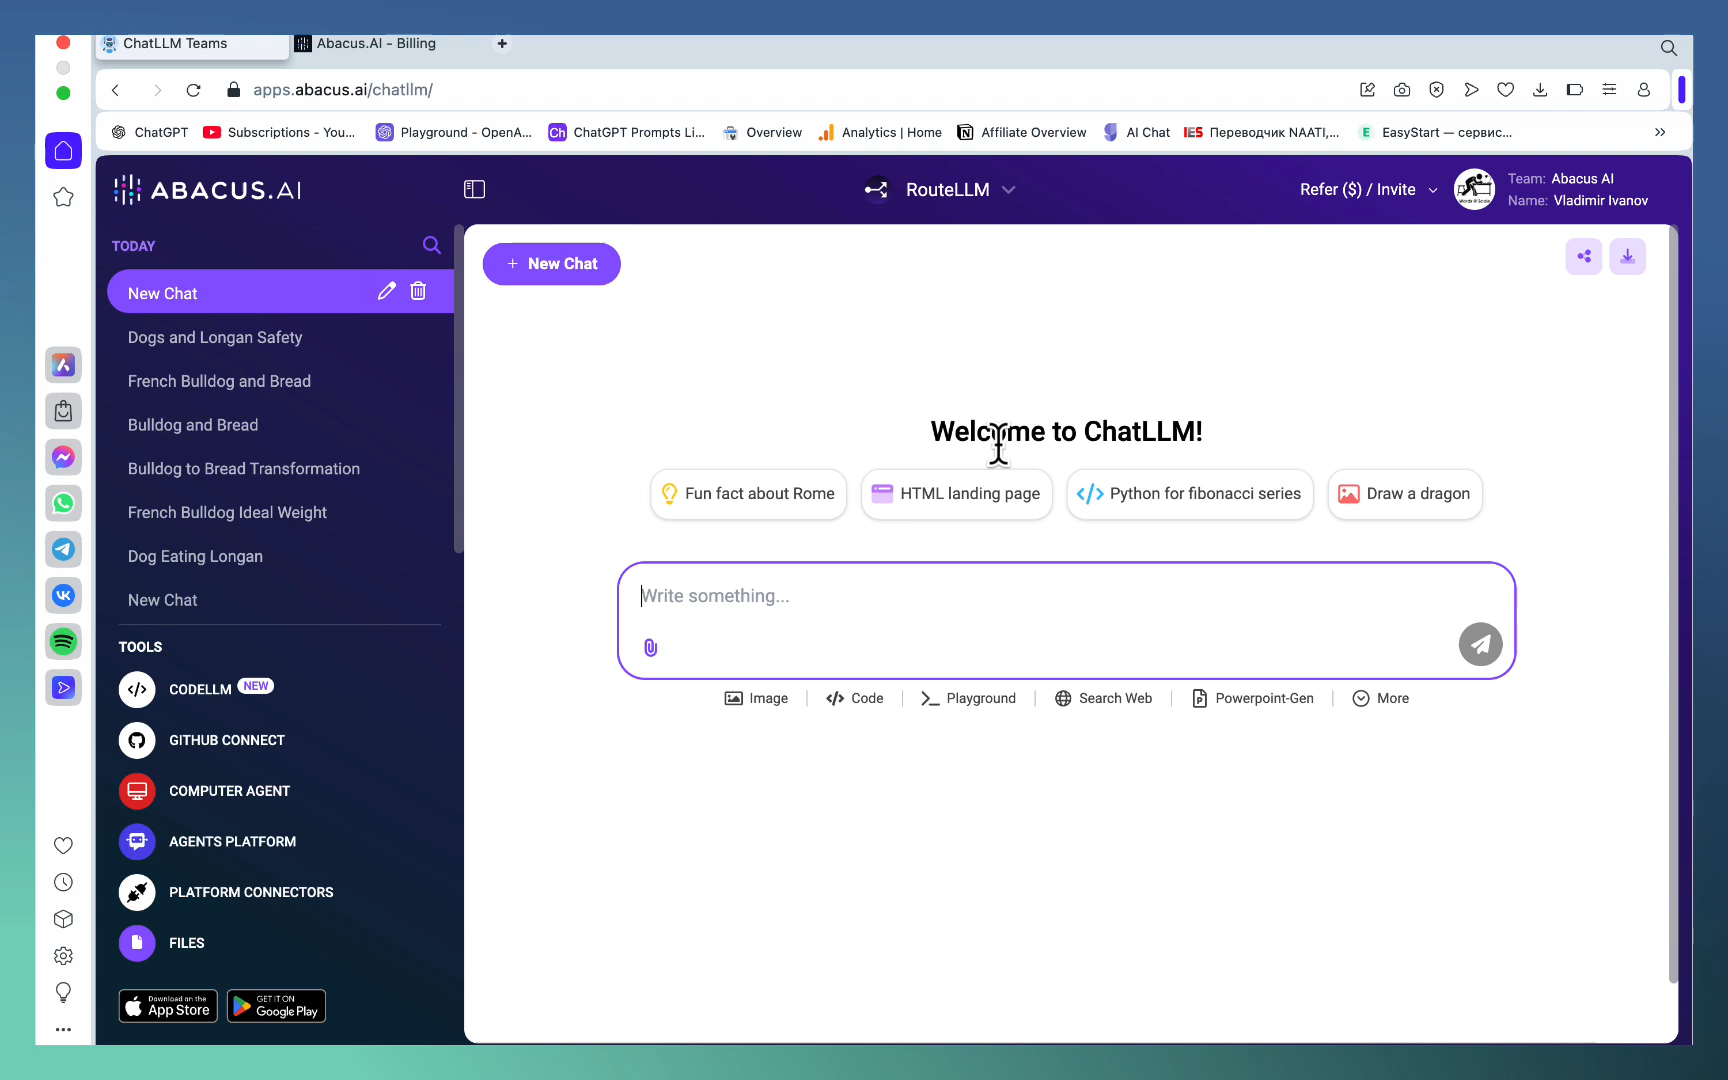 ChatLLM Teams
Abacus.AI - Billing
apps.abacus.ai/chatllm/
ChatGPT
Subscriptions - You...
Playground - OpenA...
Ch
ChatGPT Prompts Li...
Overview
Analytics | Home
Affiliate Overview
AI Chat
IES
Переводчик NAATI,...
E
EasyStart — сервис...
ABACUS.AI
RouteLLM
Refer ($) / Invite
Team: Abacus AI
Name: Vladimir Ivanov
TODAY
New Chat
Dogs and Longan Safety
French Bulldog and Bread
Bulldog and Bread
Bulldog to Bread Transformation
French Bulldog Ideal Weight
Dog Eating Longan
New Chat
TOOLS
CODELLM NEW
GITHUB CONNECT
COMPUTER AGENT
AGENTS PLATFORM
PLATFORM CONNECTORS
FILES
Download on the
App Store
GET IT ON
Google Play
+ New Chat
Welcome to ChatLLM!
Fun fact about Rome
HTML landing page
Python for fibonacci series
Draw a dragon
Write something...
Image
Code
Playground
Search Web
Powerpoint-Gen
More